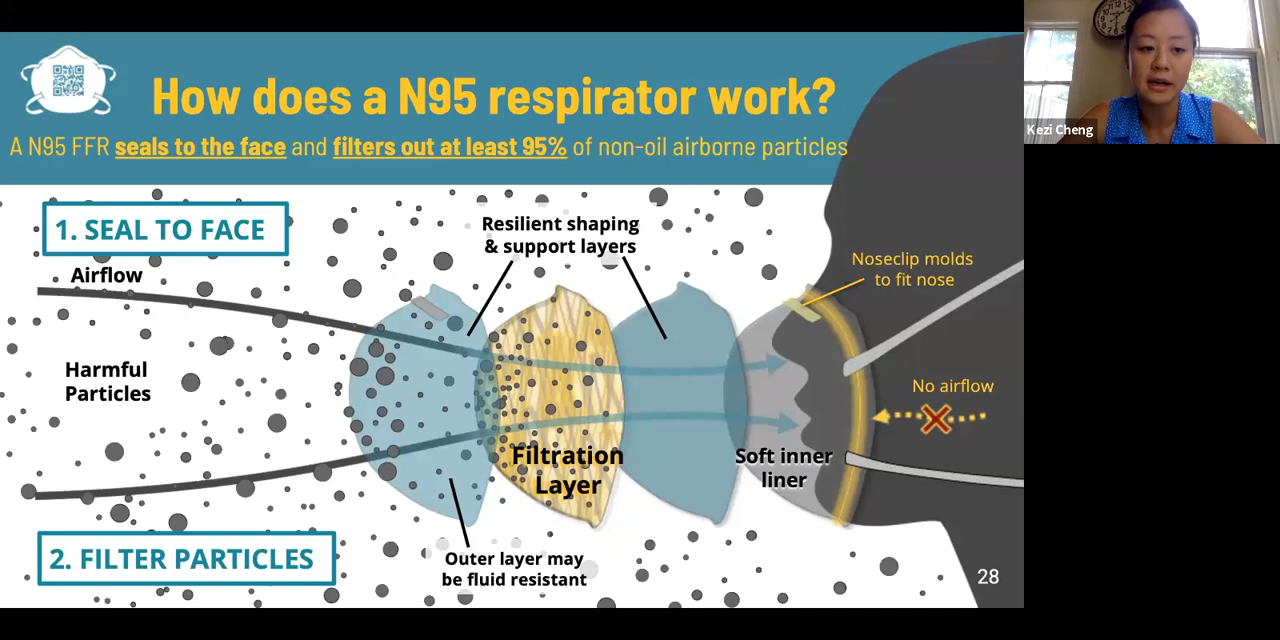 How does a N95 respirator work?
A N95 FFR seals to the face and filters out at least 95% of non-oil airborne particles
Kezi Cheng
1. SEAL TO FACE
Airflow
Harmful
Particles
Resilient shaping
& support layers
Noseclip molds
to fit nose
No airflow
Filtration
Layer
Soft inner
liner
Outer layer may
be fluid resistant
2. FILTER PARTICLES
28